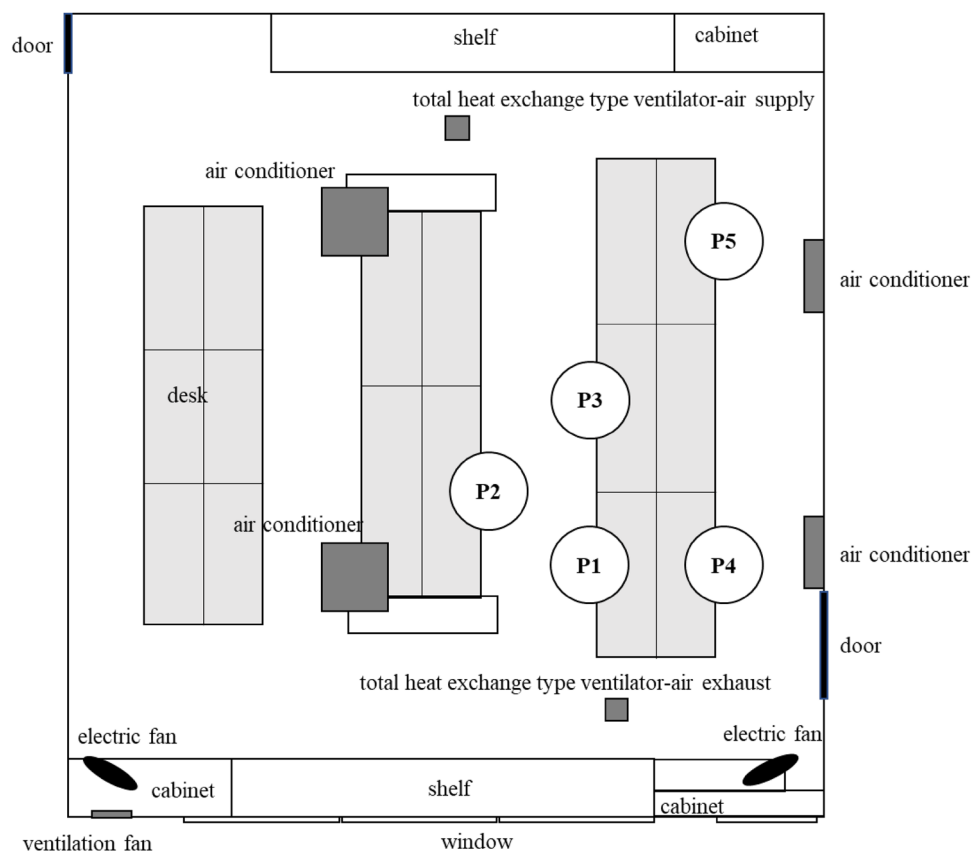 door
shelf
cabinet
total heat exchange type ventilator-air supply
air conditioner
P5
air conditioner
desk
P3
P2
air conditioner
P1
P4
air conditioner
door
total heat exchange type ventilator-air exhaust
electric fan
electric fan
cabinet
shelf
cabinet
ventilation fan
window